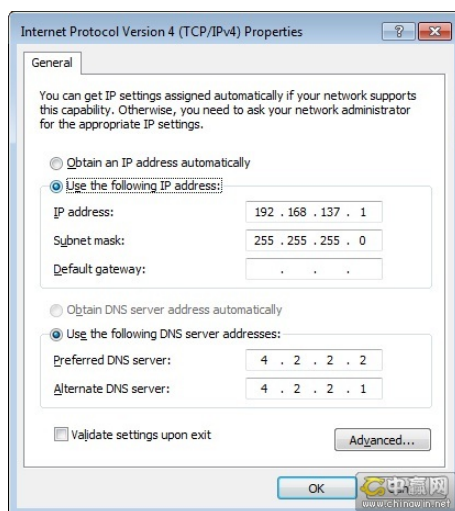 Internet Protocol Version 4 (TCP/IPv4) Properties
General
You can get IP settings assigned automatically if your network supports
this capability. Otherwise, you need to ask your network administrator
for the appropriate IP settings.
Obtain an IP address automatically
Use the following IP address:
IP address: 192 . 168 . 137 . 1
Subnet mask: 255 . 255 . 255 . 0
Default gateway: . . .
Obtain DNS server address automatically
Use the following DNS server addresses:
Preferred DNS server: 4 . 2 . 2 . 2
Alternate DNS server: 4 . 2 . 2 . 1
Validate settings upon exit
Advanced...
OK
中赢网
www.chinawin.net